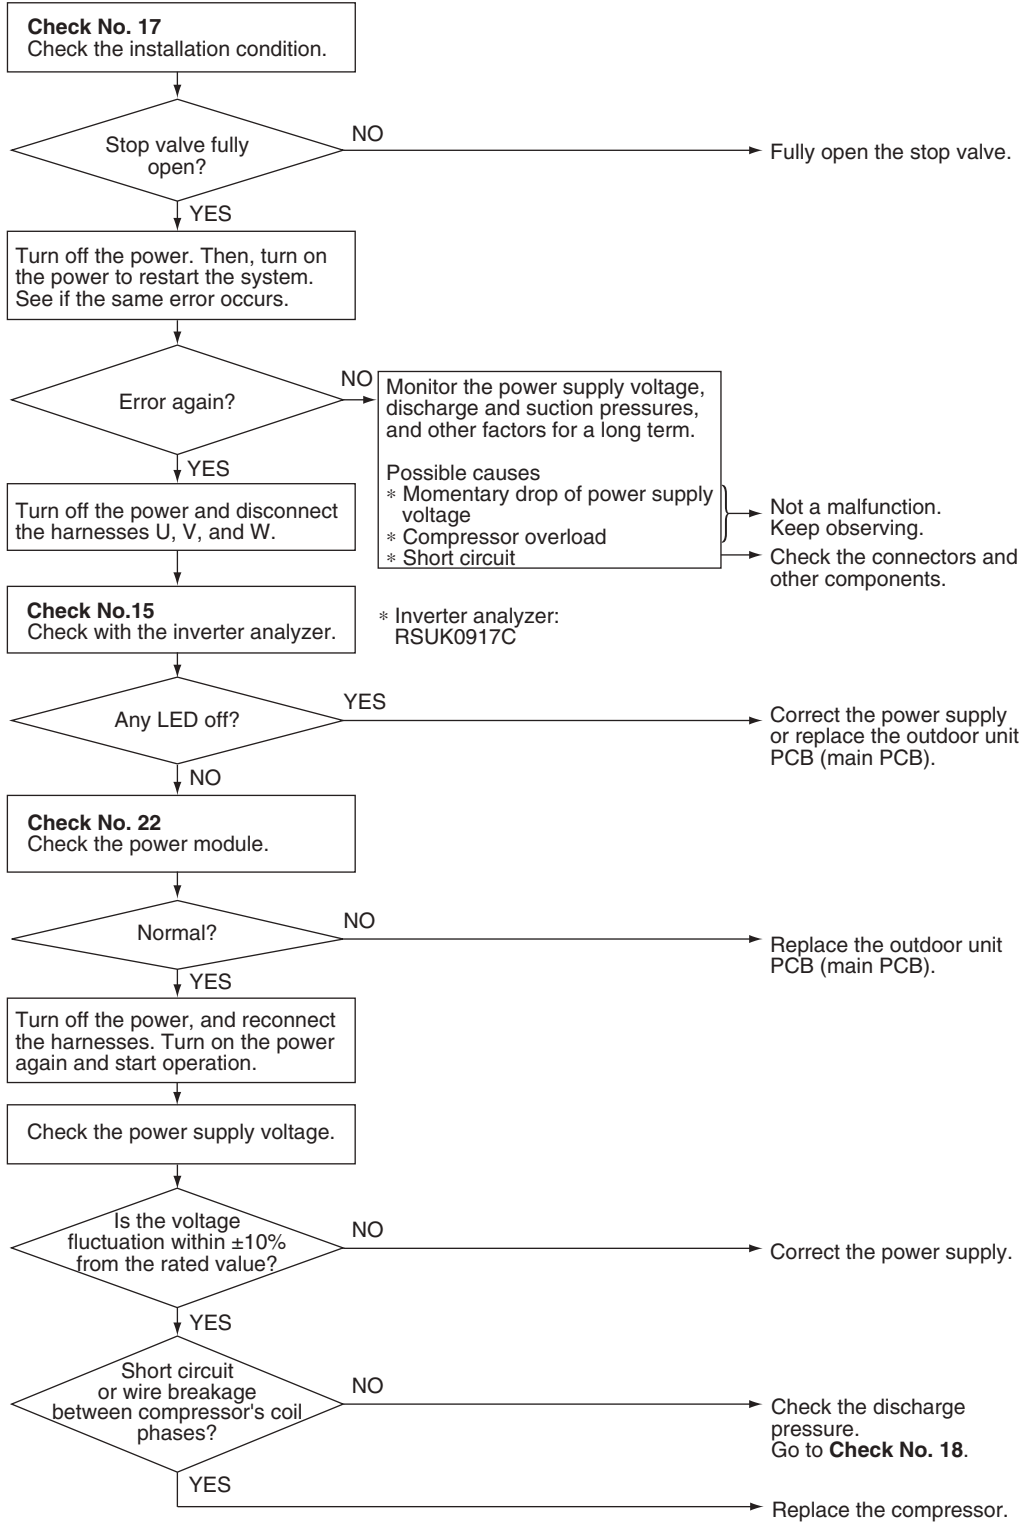 Check No. 17
Check the installation condition.
Stop valve fully
open?
NO
Fully open the stop valve.
YES
Turn off the power. Then, turn on
the power to restart the system.
See if the same error occurs.
Error again?
NO
Monitor the power supply voltage,
discharge and suction pressures,
and other factors for a long term.
Possible causes
* Momentary drop of power supply
voltage
* Compressor overload
* Short circuit
Not a malfunction.
Keep observing.
Check the connectors and
other components.
YES
Turn off the power and disconnect
the harnesses U, V, and W.
Check No.15
Check with the inverter analyzer.
* Inverter analyzer:
RSUK0917C
Any LED off?
YES
Correct the power supply
or replace the outdoor unit
PCB (main PCB).
NO
Check No. 22
Check the power module.
Normal?
NO
Replace the outdoor unit
PCB (main PCB).
YES
Turn off the power, and reconnect
the harnesses. Turn on the power
again and start operation.
Check the power supply voltage.
Is the voltage
fluctuation within ±10%
from the rated value?
NO
Correct the power supply.
YES
Short circuit
or wire breakage
between compressor's coil
phases?
NO
Check the discharge
pressure.
Go to Check No. 18.
YES
Replace the compressor.